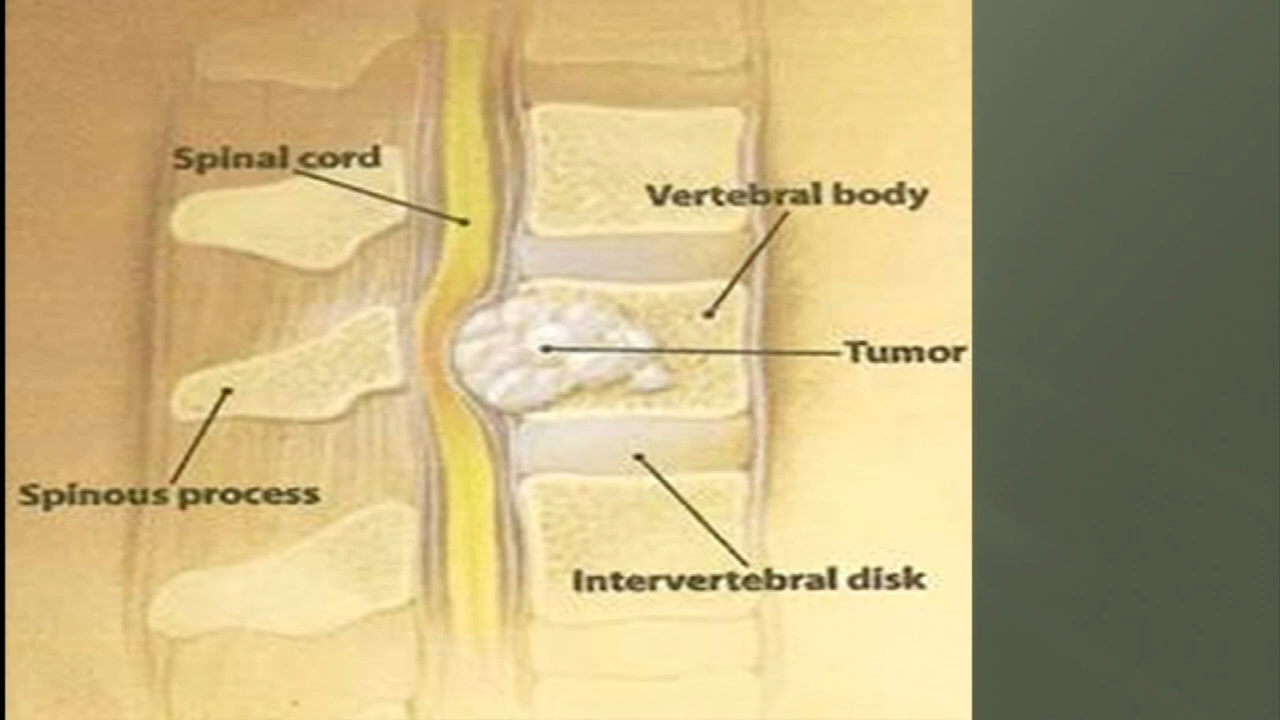 Spinal cord
Vertebral body
Tumor
Spinous process
Intervertebral disk